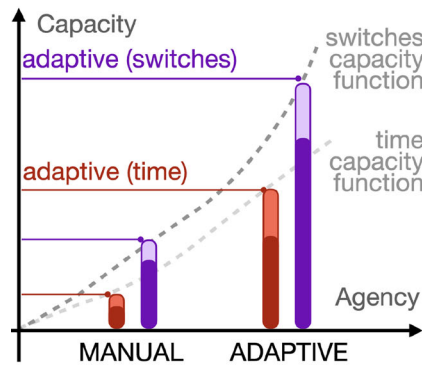 Capacity
switches
capacity
function
adaptive (switches)
time
capacity
function
adaptive (time)
Agency
MANUAL
ADAPTIVE